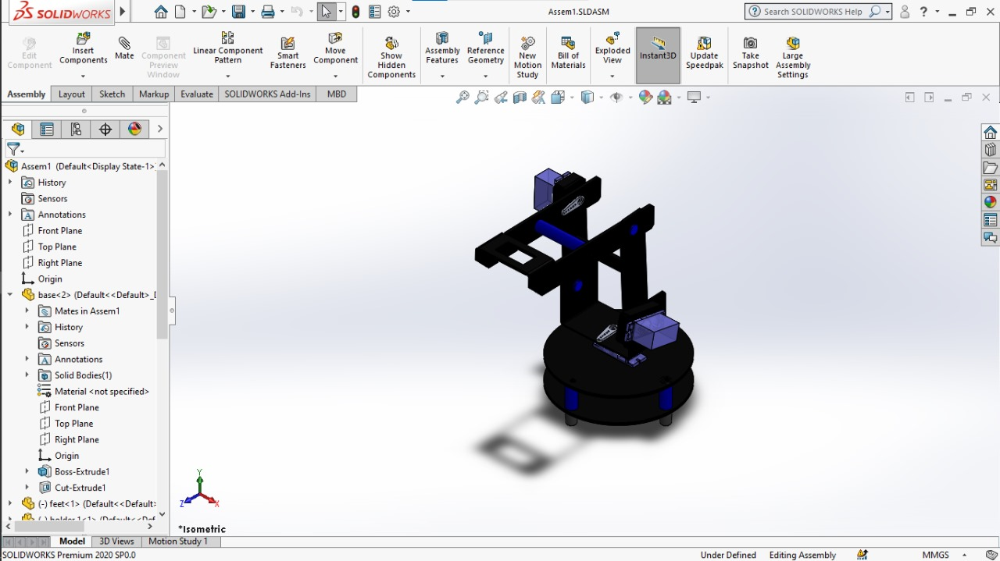 SOLIDWORKS
Assem1.SLDASM
Search SOLIDWORKS Help
?
Edit Component
Insert Components
Mate
Component Preview Window
Linear Component Pattern
Smart Fasteners
Move Component
Show Hidden Components
Assembly Features
Reference Geometry
New Motion Study
Bill of Materials
Exploded View
Instant3D
Update Speedpak
Take Snapshot
Large Assembly Settings
Assembly Layout Sketch Markup Evaluate SOLIDWORKS Add-Ins MBD
Assem1 (Default<Display State-1>
History
Sensors
Annotations
Front Plane
Top Plane
Right Plane
Origin
base<2> (Default<<Default>_D
Mates in Assem1
History
Sensors
Annotations
Solid Bodies(1)
Material <not specified>
Front Plane
Top Plane
Right Plane
Origin
Boss-Extrude1
Cut-Extrude1
(-) feet<1> (Default<<Default>
(-) holder 1<1> (Default<<Def
Y
Z
X
*Isometric
Model 3D Views Motion Study 1
SOLIDWORKS Premium 2020 SP0.0
Under Defined Editing Assembly MMGS